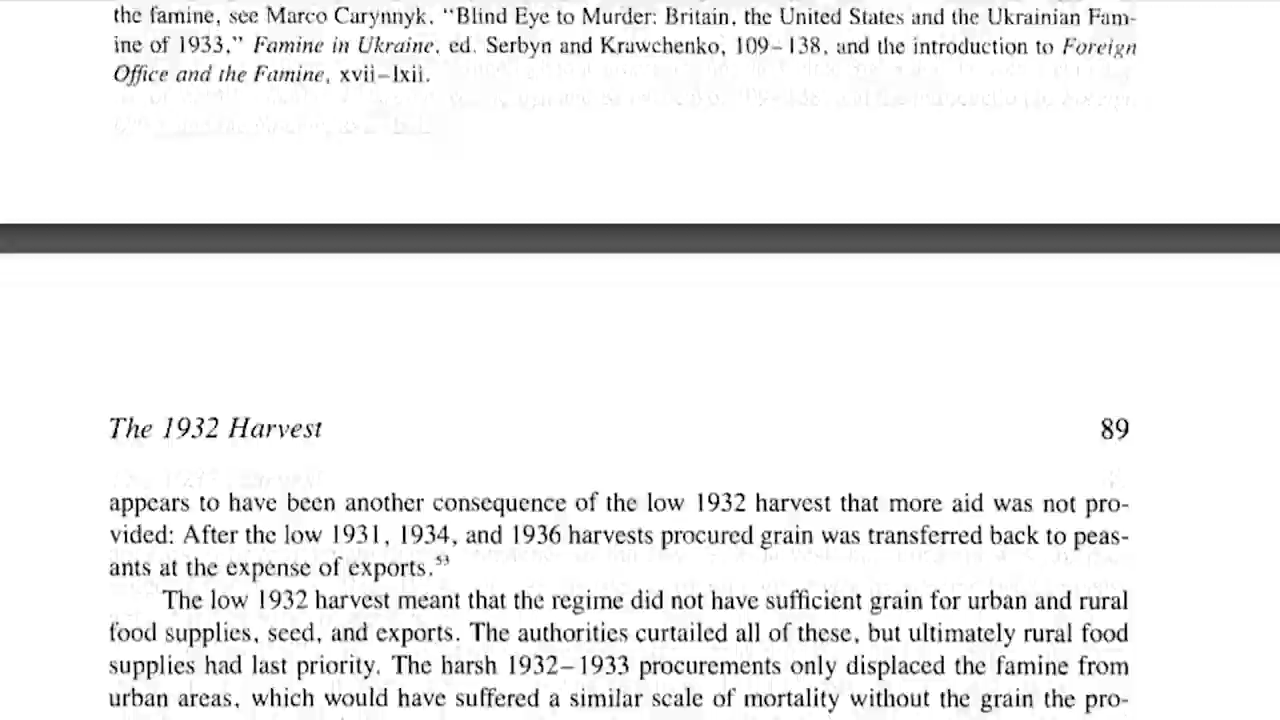 the famine, see Marco Carynnyk, "Blind Eye to Murder: Britain, the United States and the Ukrainian Fam-
ine of 1933," Famine in Ukraine, ed. Serbyn and Krawchenko, 109–138, and the introduction to Foreign
Office and the Famine, xvii–lxii.
The 1932 Harvest 89
appears to have been another consequence of the low 1932 harvest that more aid was not pro-
vided: After the low 1931, 1934, and 1936 harvests procured grain was transferred back to peas-
ants at the expense of exports.53
The low 1932 harvest meant that the regime did not have sufficient grain for urban and rural
food supplies, seed, and exports. The authorities curtailed all of these, but ultimately rural food
supplies had last priority. The harsh 1932–1933 procurements only displaced the famine from
urban areas, which would have suffered a similar scale of mortality without the grain the pro-